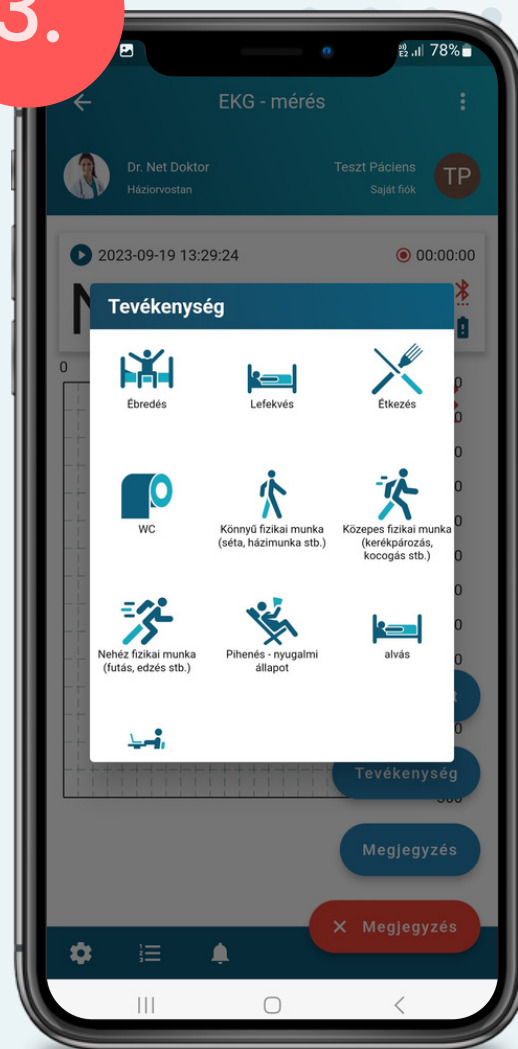 3.
78%
EKG - mérés
Dr. Net Doktor
Háziorvostan
Teszt Páciens
Saját fiók
TP
2023-09-19 13:29:24
00:00:00
Tevékenység
0
Ébredés
Lefekvés
Étkezés
WC
Könnyű fizikai munka
(séta, házimunka stb.)
Közepes fizikai munka
(kerékpározás,
kocogás stb.)
Nehéz fizikai munka
(futás, edzés stb.)
Pihenés - nyugalmi
állapot
alvás
Tevékenység
Megjegyzés
Megjegyzés